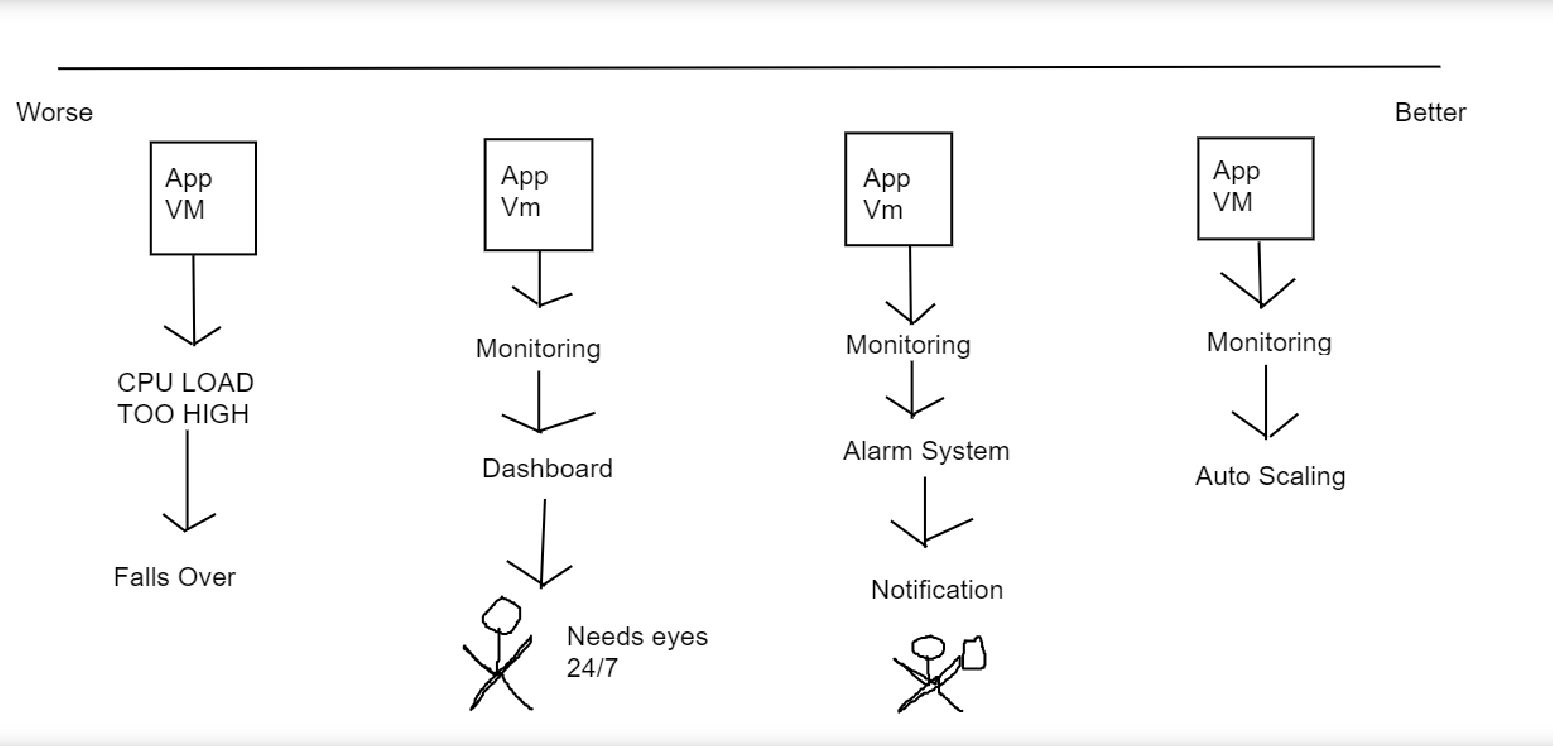 Worse
Better
App
VM
CPU LOAD
TOO HIGH
Falls Over
App
Vm
Monitoring
Dashboard
Needs eyes
24/7
App
Vm
Monitoring
Alarm System
Notification
App
VM
Monitoring
Auto Scaling